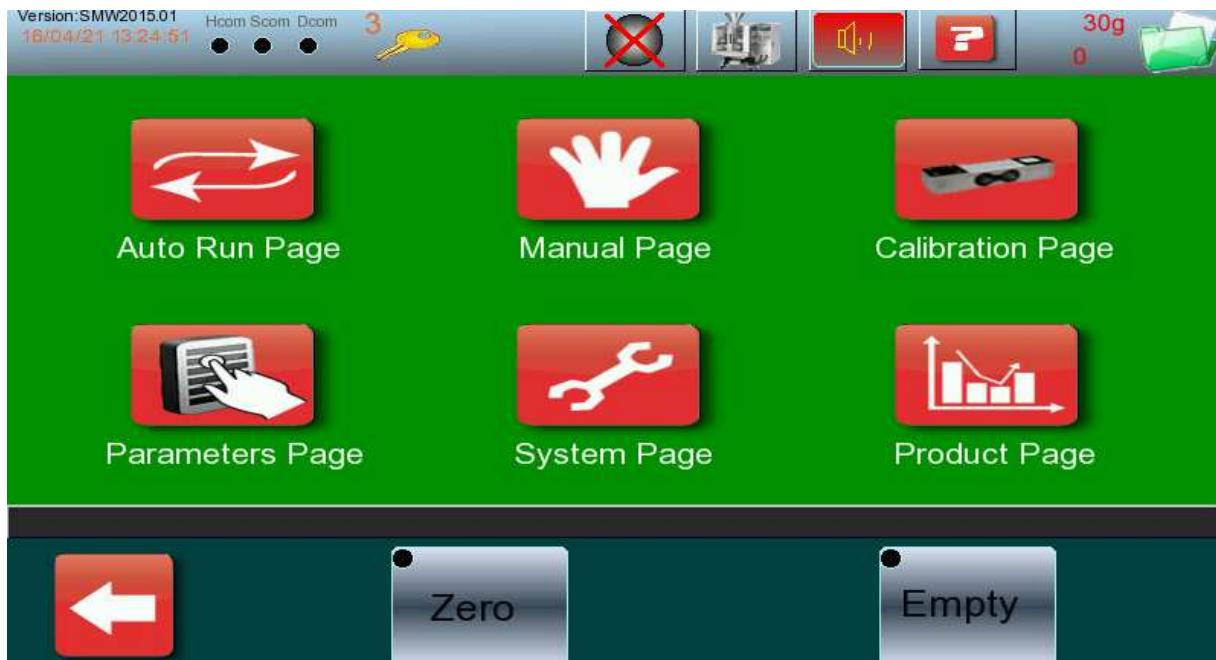 Version:SMW2015.01
16/04/21 13:24:51
Hcom Scom Dcom
3
?
30g
0
Auto Run Page
Manual Page
Calibration Page
Parameters Page
System Page
Product Page
Zero
Empty